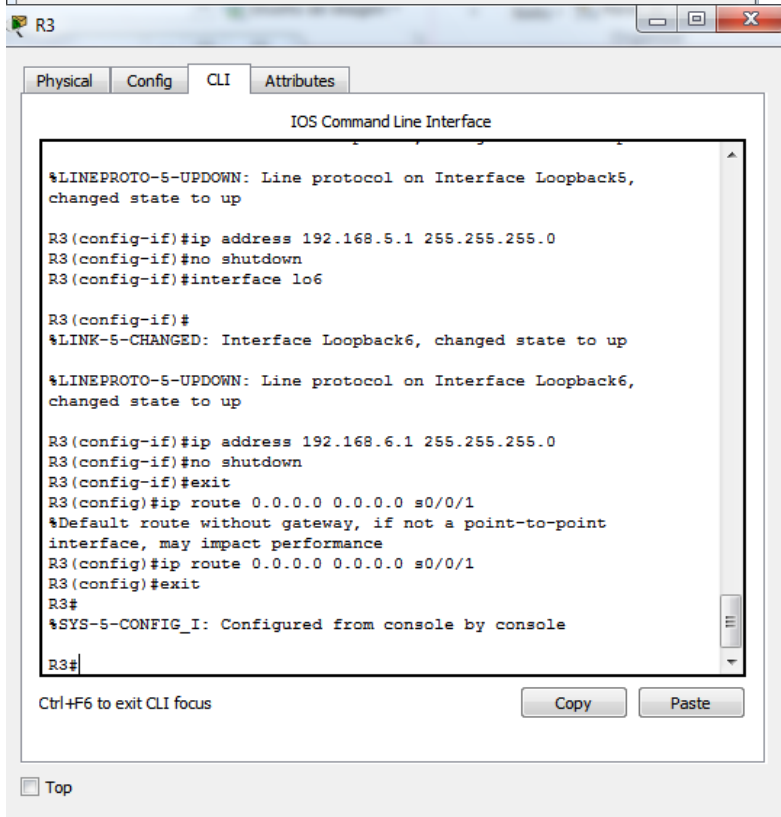 R3
Physical Config CLI Attributes
IOS Command Line Interface
%LINEPROTO-5-UPDOWN: Line protocol on Interface Loopback5,
changed state to up
R3(config-if)#ip address 192.168.5.1 255.255.255.0
R3(config-if)#no shutdown
R3(config-if)#interface lo6
R3(config-if)#
%LINK-5-CHANGED: Interface Loopback6, changed state to up
%LINEPROTO-5-UPDOWN: Line protocol on Interface Loopback6,
changed state to up
R3(config-if)#ip address 192.168.6.1 255.255.255.0
R3(config-if)#no shutdown
R3(config-if)#exit
R3(config)#ip route 0.0.0.0 0.0.0.0 s0/0/1
%Default route without gateway, if not a point-to-point
interface, may impact performance
R3(config)#ip route 0.0.0.0 0.0.0.0 s0/0/1
R3(config)#exit
R3#
%SYS-5-CONFIG_I: Configured from console by console
R3#
Ctrl+F6 to exit CLI focus
Copy Paste
Top